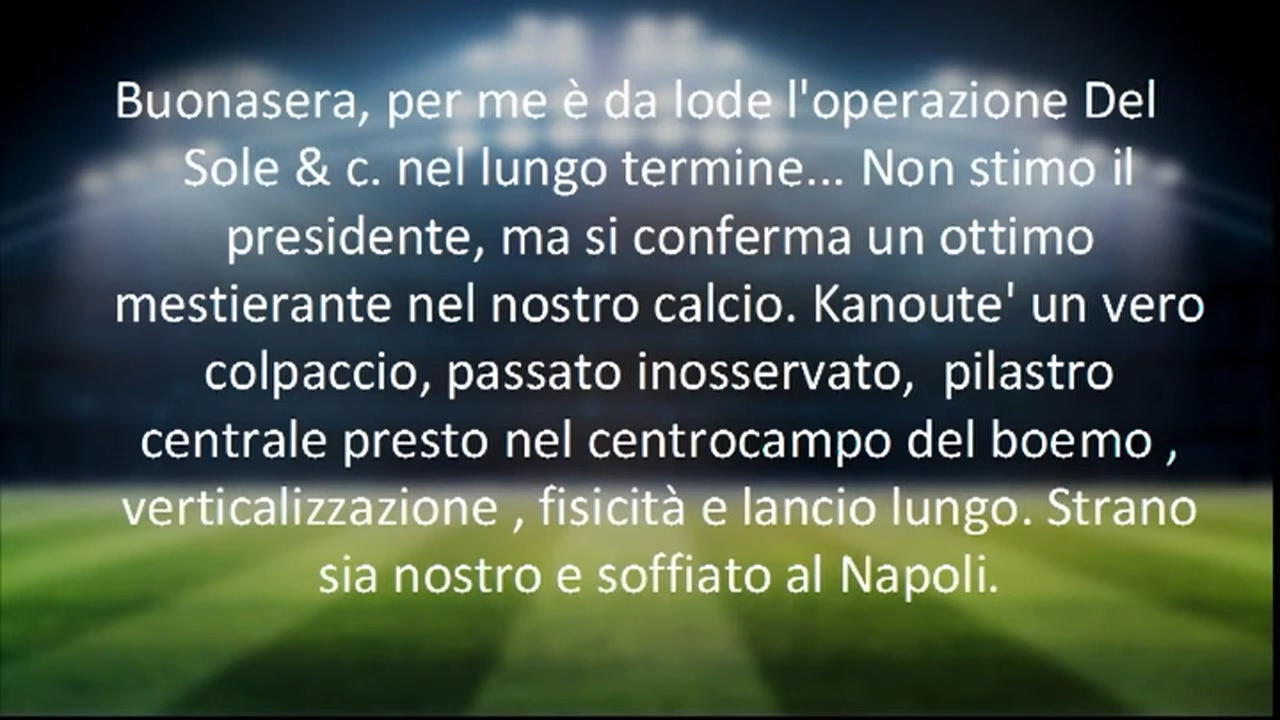 Buonasera, per me è da lode l'operazione Del
Sole & c. nel lungo termine... Non stimo il
presidente, ma si conferma un ottimo
mestierante nel nostro calcio. Kanoute' un vero
colpaccio, passato inosservato,  pilastro
centrale presto nel centrocampo del boemo ,
verticalizzazione , fisicità e lancio lungo. Strano
sia nostro e soffiato al Napoli.